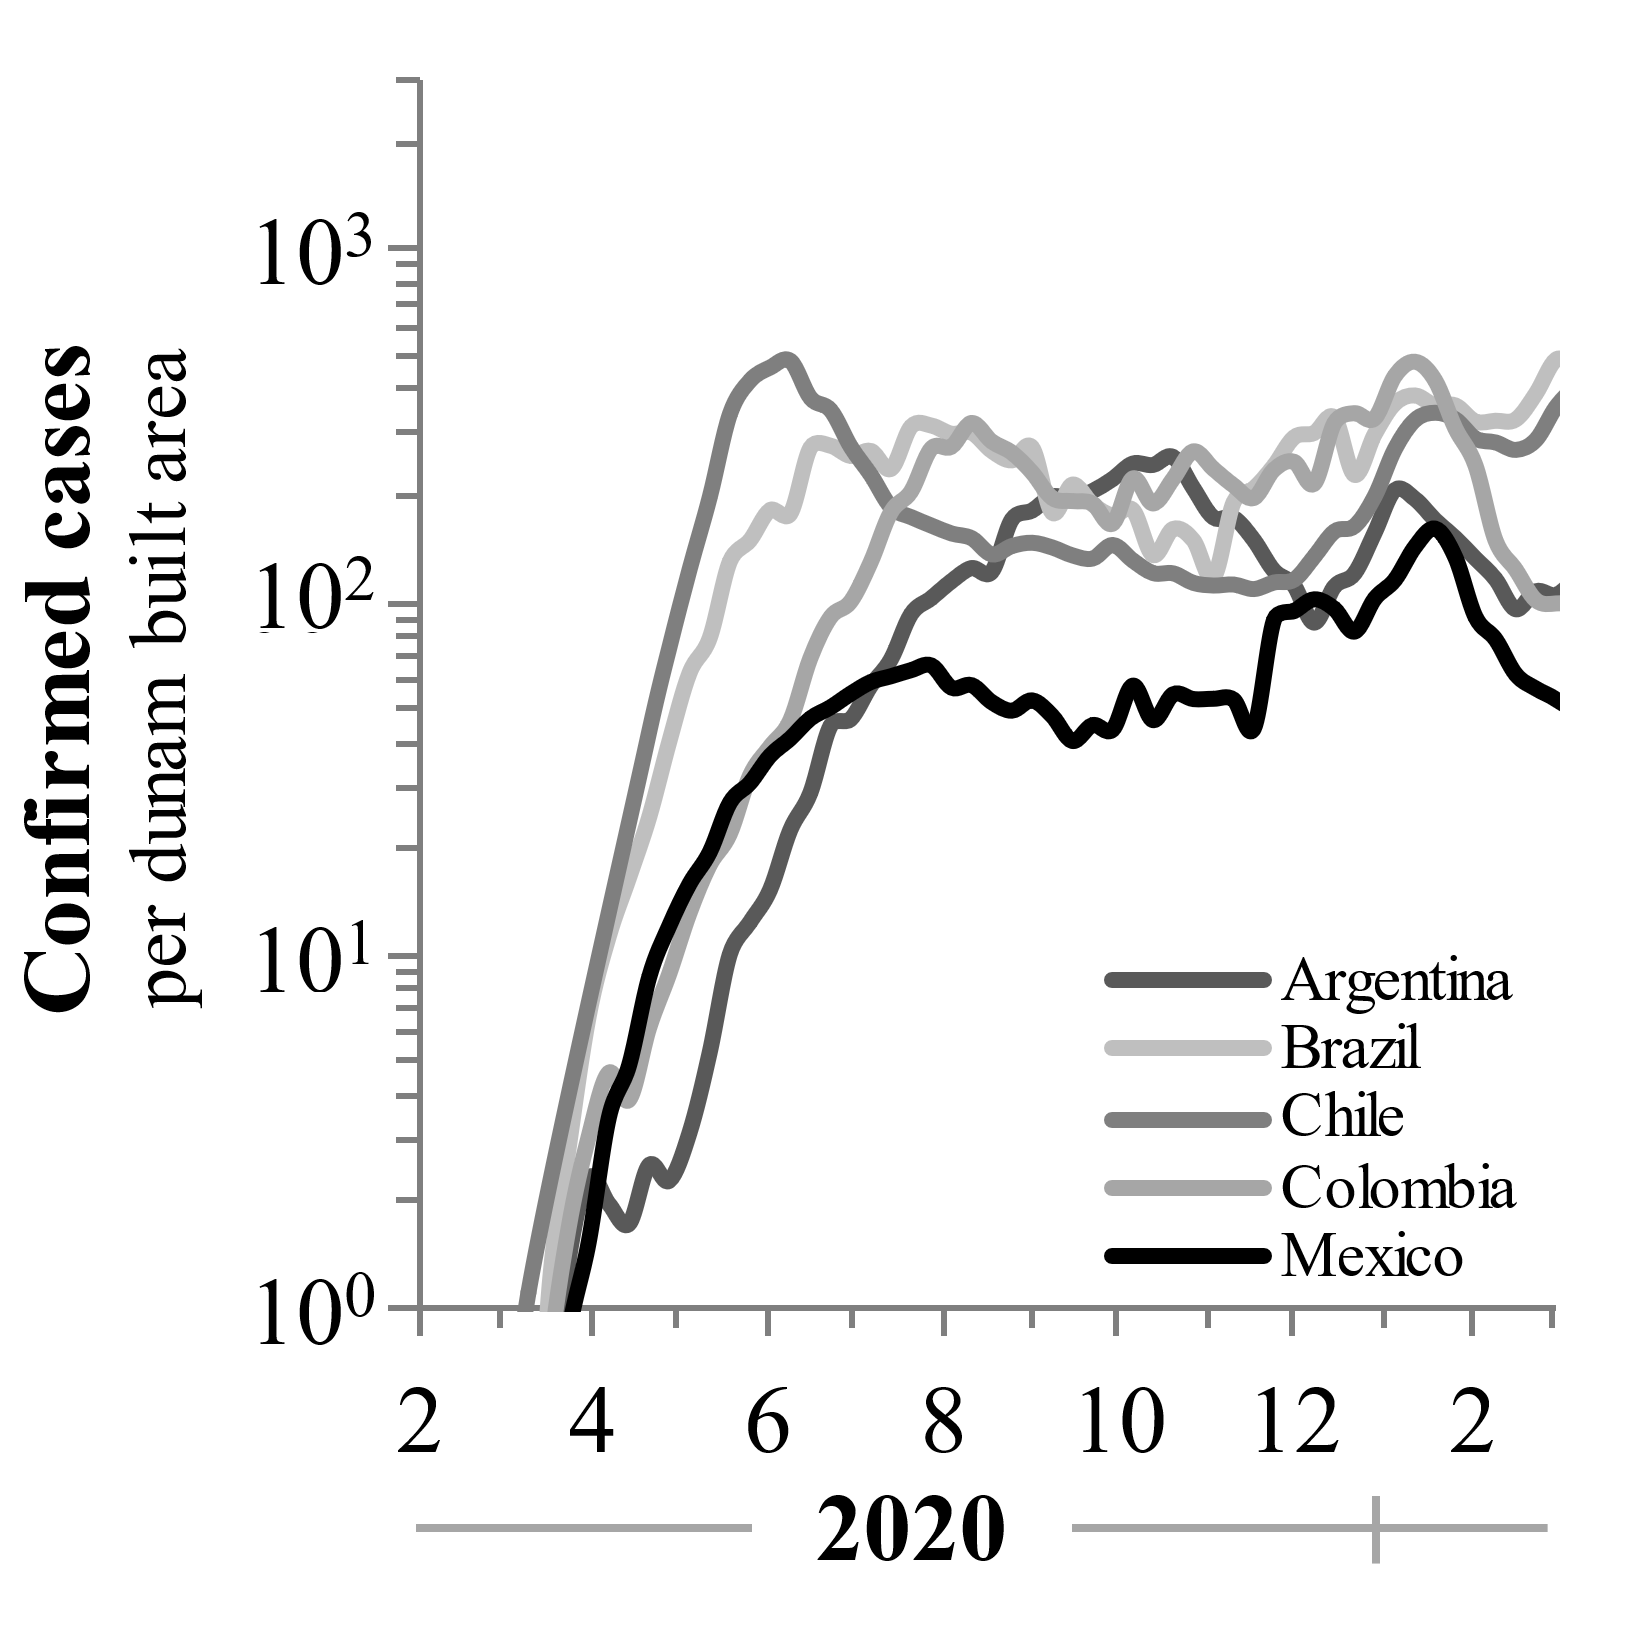 Confirmed cases
per dunam built area
10³
10²
10¹
10⁰
Argentina
Brazil
Chile
Colombia
Mexico
2 4 6 8 10 12 2
2020